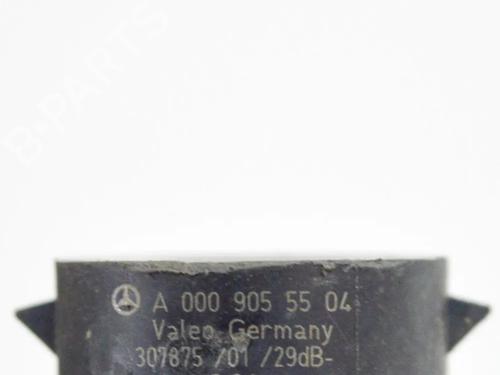 B-PARTS
A 000 905 55 04
Valeo Germany
307875 /01 /29dB-